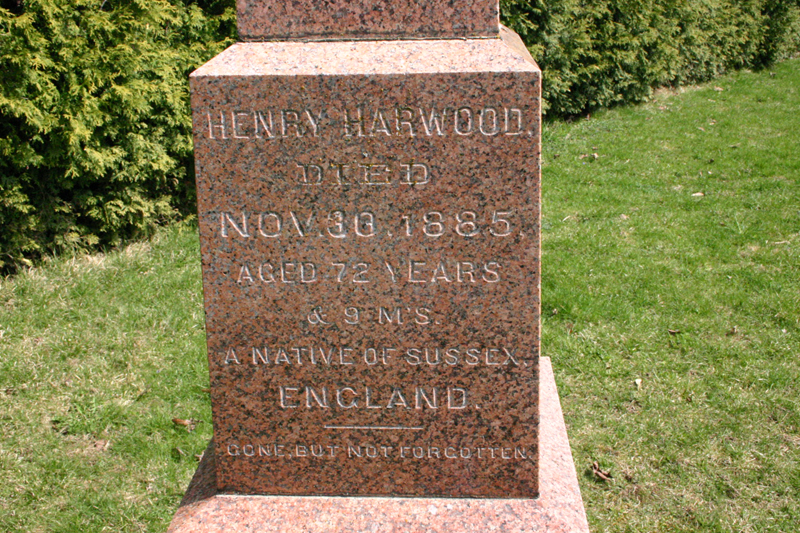 HENRY HARWOOD.
DIED
NOV. 30. 1885.
AGED 72 YEARS
& 9 M'S.
A NATIVE OF SUSSEX.
ENGLAND.
GONE, BUT NOT FORGOTTEN.